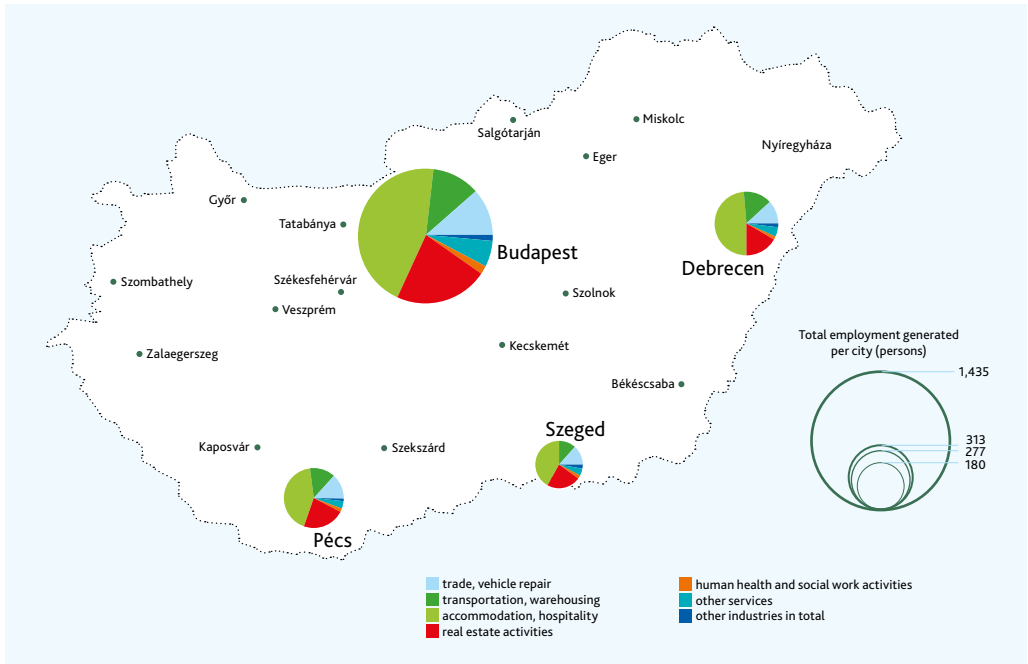 Salgótarján
Miskolc
Nyíregyháza
Eger
Győr
Tatabánya
Budapest
Debrecen
Székesfehérvár
Szombathely
Szolnok
Veszprém
Zalaegerszeg
Kecskemét
Békéscsaba
Szeged
Kaposvár
Szekszárd
Pécs
Total employment generated
per city (persons)
1,435
313
277
180
trade, vehicle repair
transportation, warehousing
accommodation, hospitality
real estate activities
human health and social work activities
other services
other industries in total